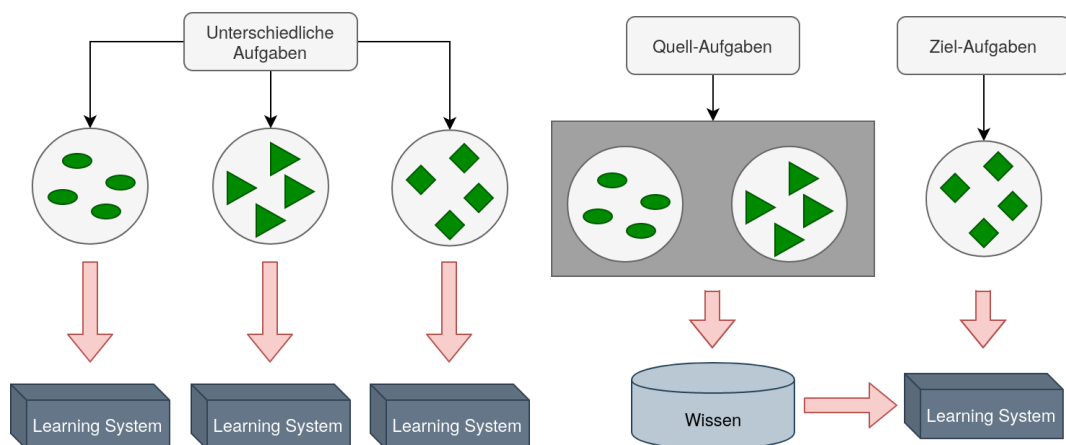 Unterschiedliche
Aufgaben
Quell-Aufgaben
Ziel-Aufgaben
Learning System
Learning System
Learning System
Wissen
Learning System